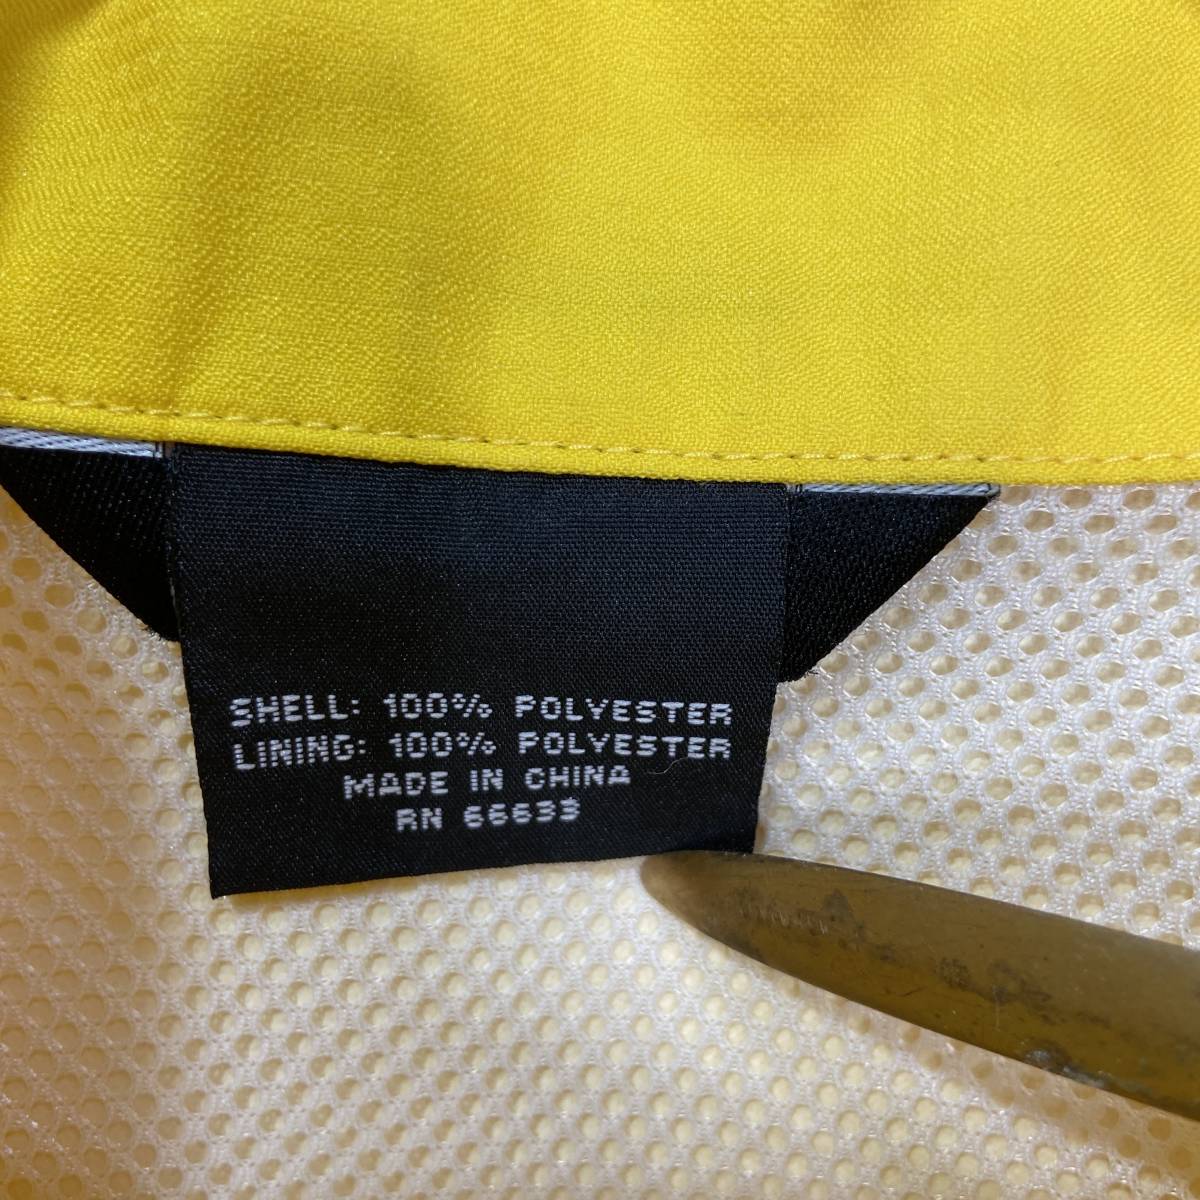 SHELL: 100% POLYESTER
LINING: 100% POLYESTER
MADE IN CHINA
RN 66633